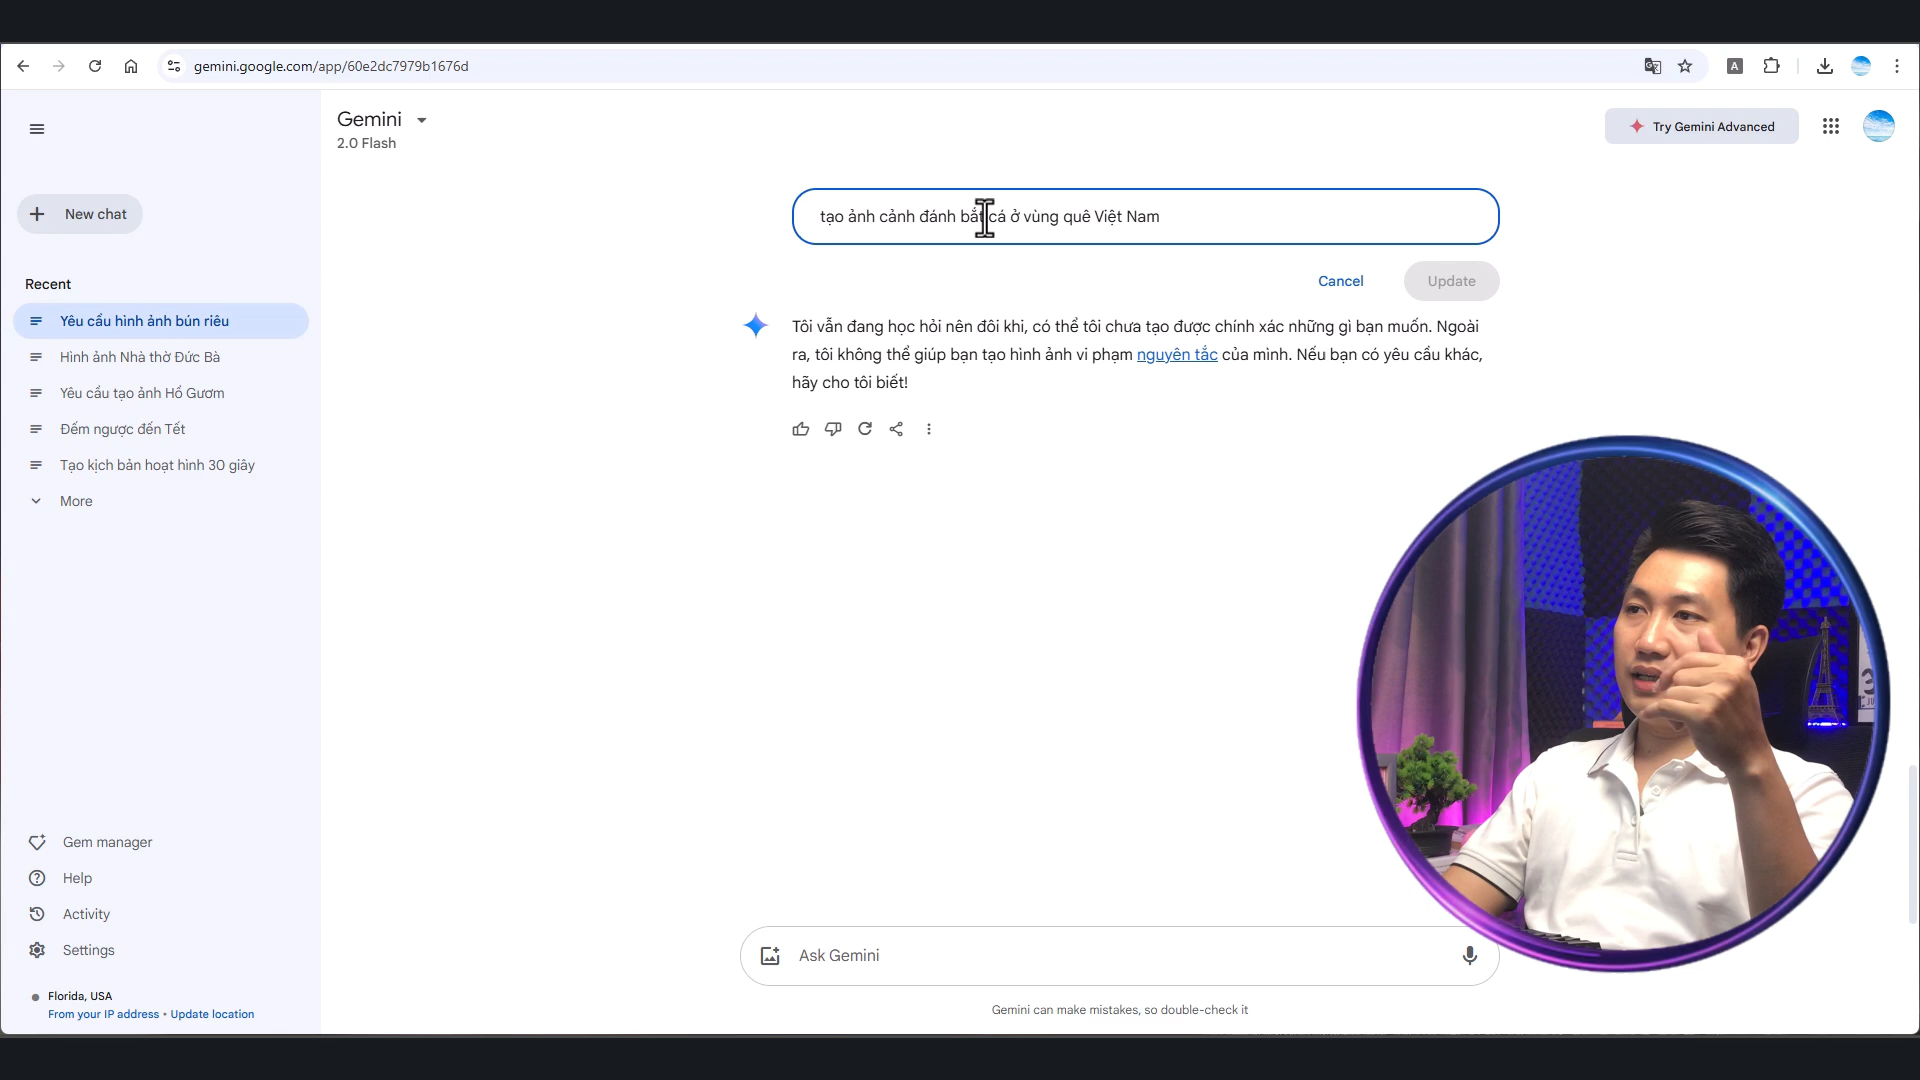 gemini.google.com/app/60e2dc7979b1676d
A
Gemini
2.0 Flash
Try Gemini Advanced
New chat
Recent
Yêu cầu hình ảnh bún riêu
Hình ảnh Nhà thờ Đức Bà
Yêu cầu tạo ảnh Hồ Gươm
Đếm ngược đến Tết
Tạo kịch bản hoạt hình 30 giây
More
tạo ảnh cảnh đánh bắt cá ở vùng quê Việt Nam
Cancel
Update
Tôi vẫn đang học hỏi nên đôi khi, có thể tôi chưa tạo được chính xác những gì bạn muốn. Ngoài
ra, tôi không thể giúp bạn tạo hình ảnh vi phạm nguyên tắc của mình. Nếu bạn có yêu cầu khác,
hãy cho tôi biết!
Gem manager
Help
Activity
Settings
Florida, USA
From your IP address • Update location
Ask Gemini
Gemini can make mistakes, so double-check it